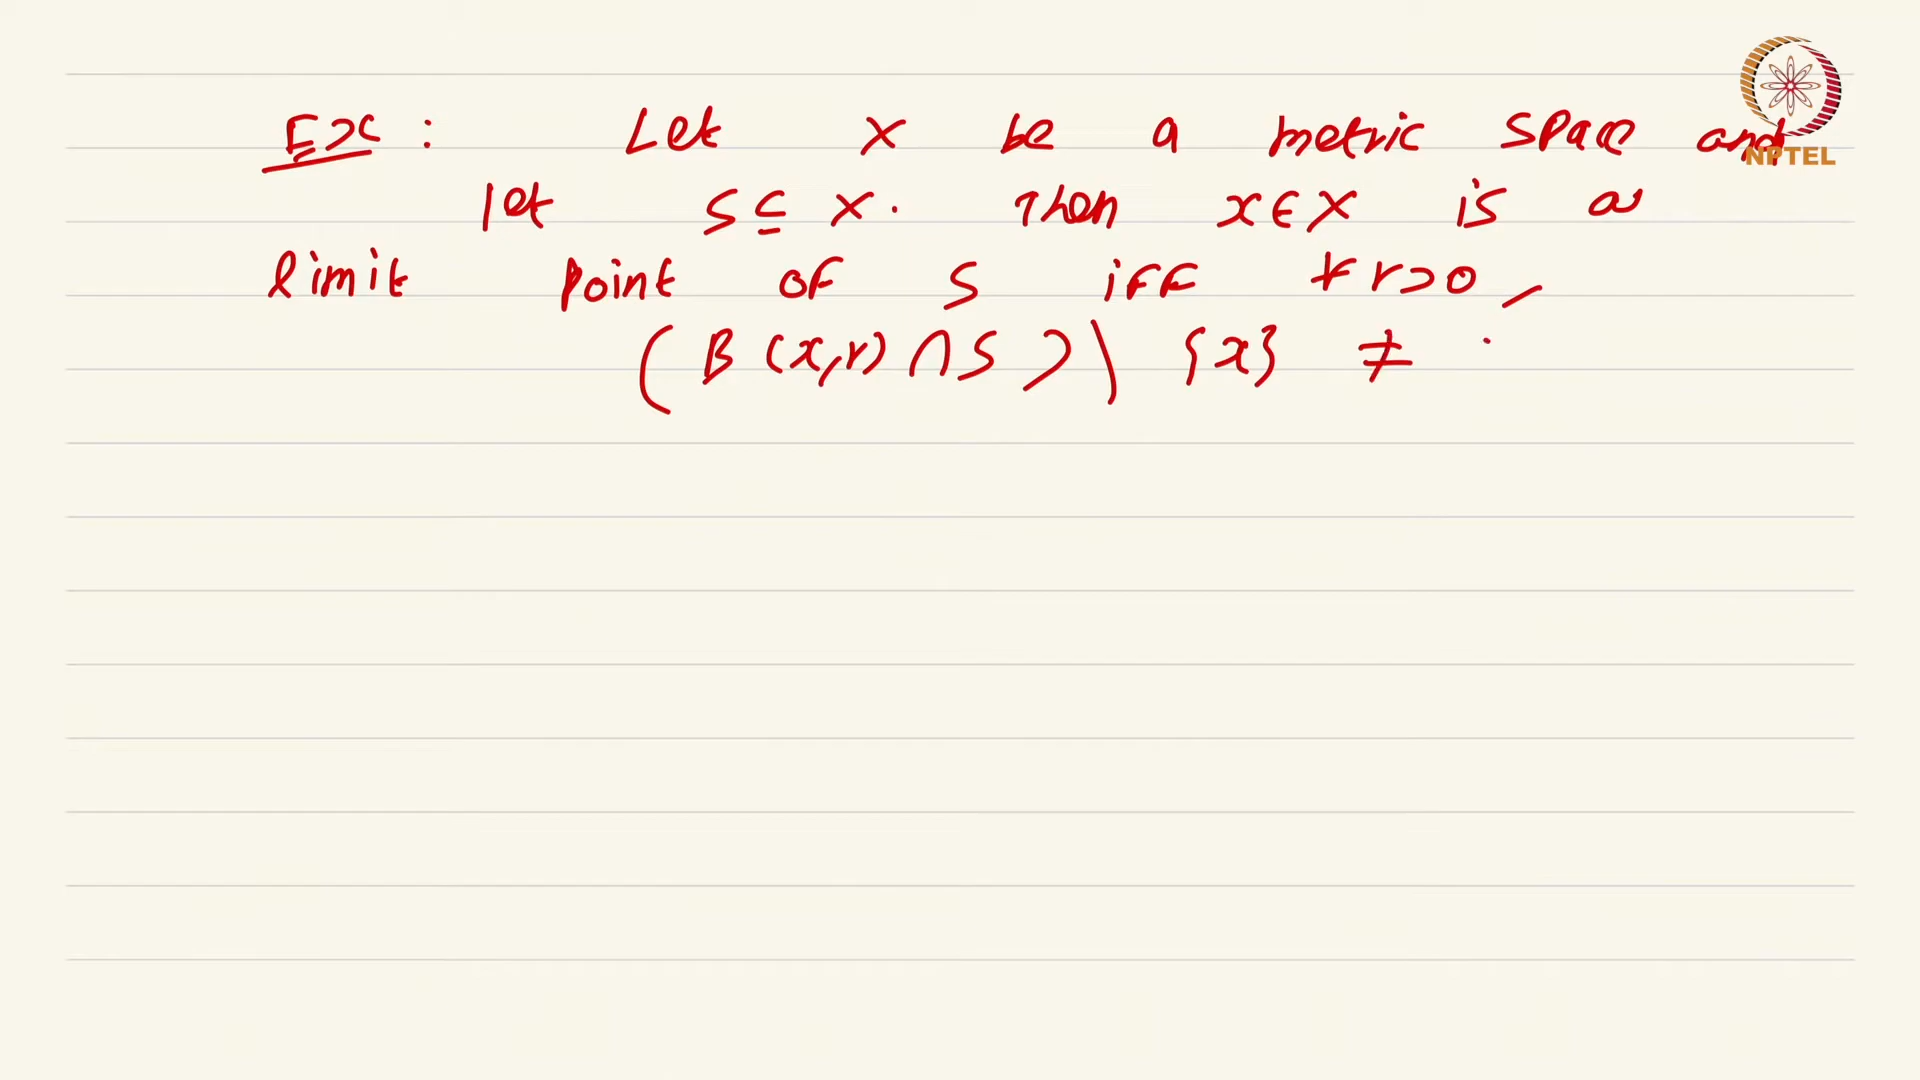 Ex : Let X be a metric space and
NPTEL
let S ⊆ X. Then x ∈ X is a
limit point of S iff ∀ r>0,
( B (x,r) ∩ S ) \ {x} ≠